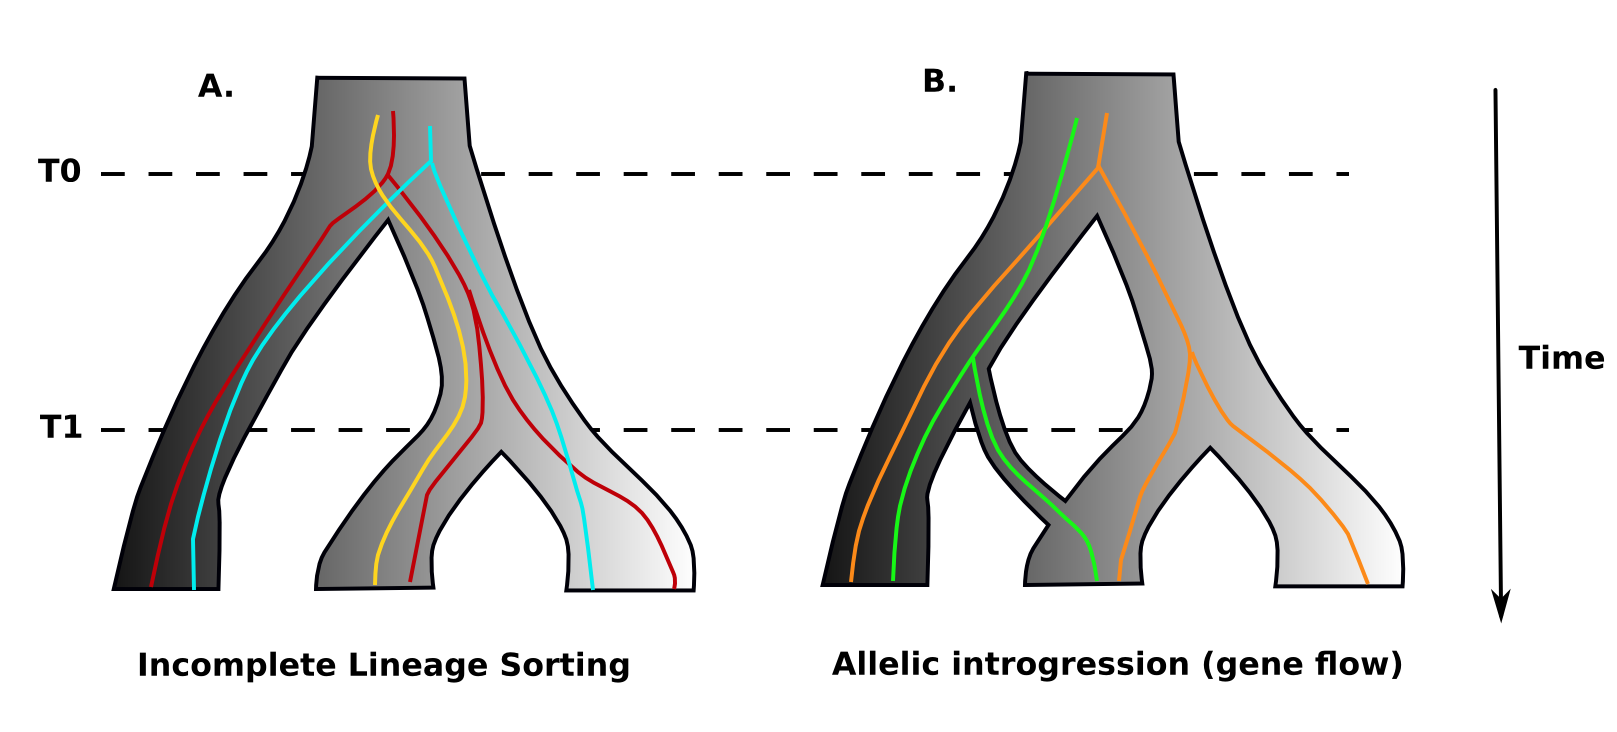 A.
B.
T0
Time
T1
Incomplete Lineage Sorting
Allelic introgression (gene flow)